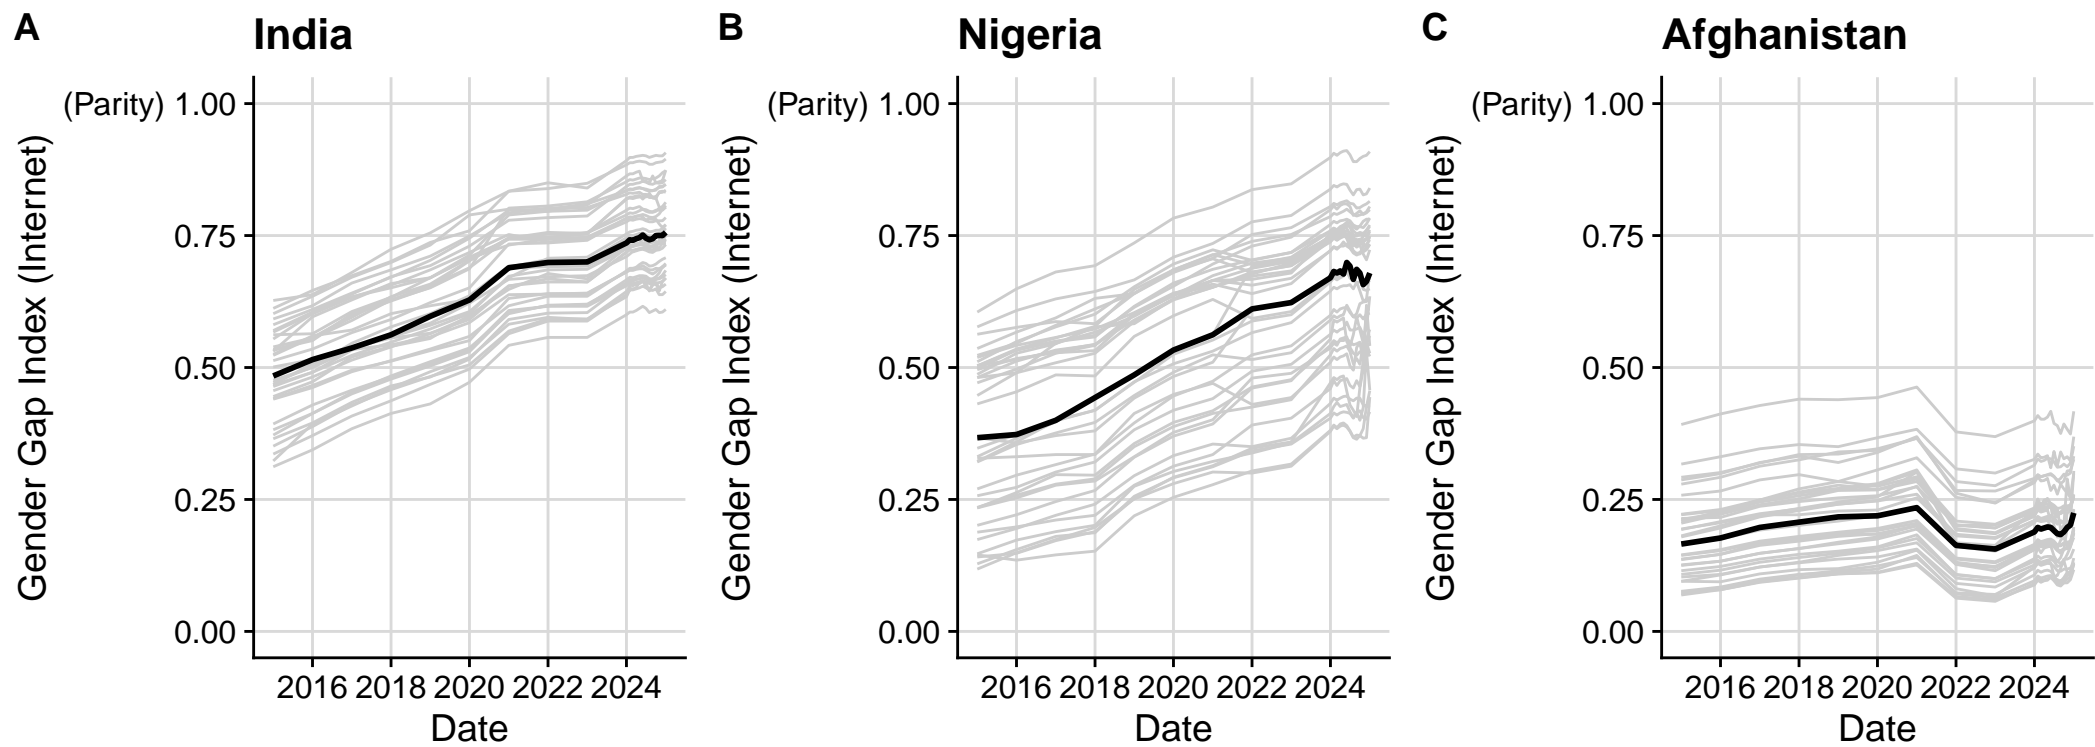 A
India
Gender Gap Index (Internet)
(Parity) 1.00
0.75
0.50
0.25
0.00
2016 2018 2020 2022 2024
Date
B
Nigeria
Gender Gap Index (Internet)
(Parity) 1.00
0.75
0.50
0.25
0.00
2016 2018 2020 2022 2024
Date
C
Afghanistan
Gender Gap Index (Internet)
(Parity) 1.00
0.75
0.50
0.25
0.00
2016 2018 2020 2022 2024
Date